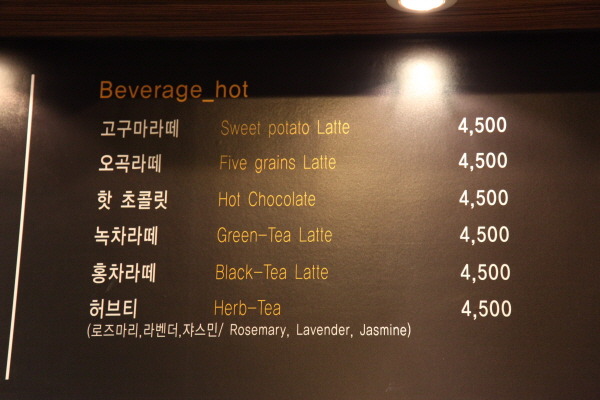 Beverage_hot
고구마라떼 Sweet potato Latte 4,500
오곡라떼 Five grains Latte 4,500
핫 초콜릿 Hot Chocolate 4,500
녹차라떼 Green-Tea Latte 4,500
홍차라떼 Black-Tea Latte 4,500
허브티 Herb-Tea 4,500
(로즈마리,라벤더,쟈스민/ Rosemary, Lavender, Jasmine)